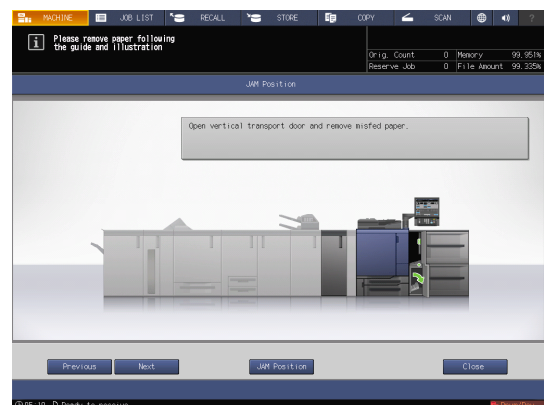 MACHINE JOB LIST RECALL STORE COPY SCAN ?
i Please remove paper following
the guide and illustration
Orig. Count 0 Memory 99.951%
Reserve Job 0 File Amount 99.335%
JAM Position
Open vertical transport door and remove misfed paper.
Previous Next JAM Position Close